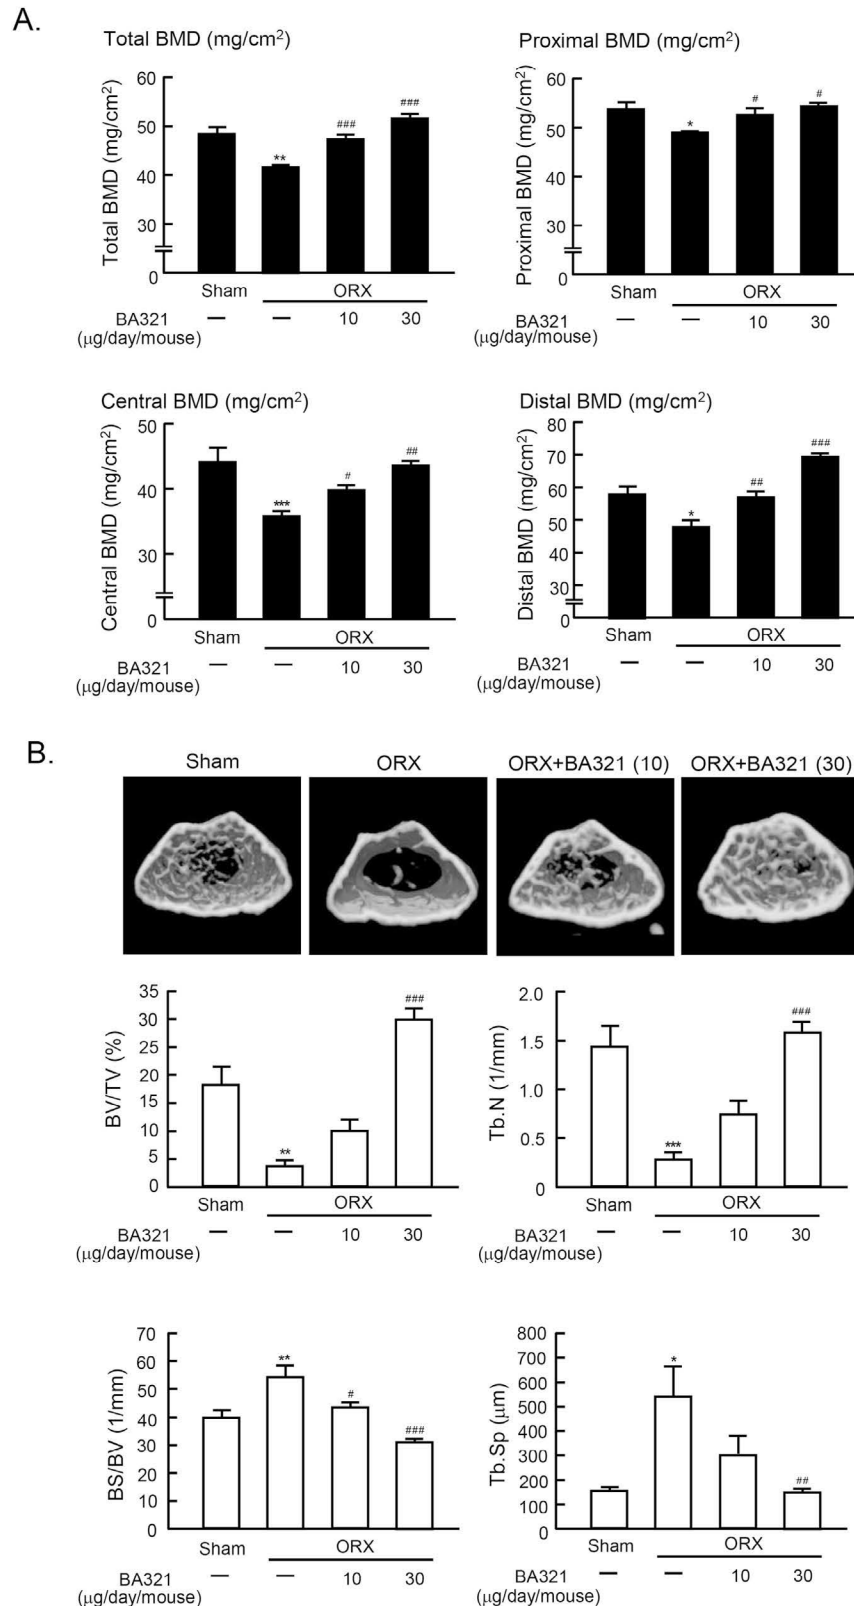 A.
Total BMD (mg/cm²)
Total BMD (mg/cm²)
60
50
40
30
0
Sham
ORX
BA321
(μg/day/mouse)
—
—
10
30
**
###
###
Proximal BMD (mg/cm²)
Proximal BMD (mg/cm²)
60
50
40
30
0
Sham
ORX
BA321
(μg/day/mouse)
—
—
10
30
*
#
#
Central BMD (mg/cm²)
Central BMD (mg/cm²)
50
40
30
0
Sham
ORX
BA321
(μg/day/mouse)
—
—
10
30
***
#
##
Distal BMD (mg/cm²)
Distal BMD (mg/cm²)
80
70
60
50
40
30
0
Sham
ORX
BA321
(μg/day/mouse)
—
—
10
30
*
##
###
B.
Sham
ORX
ORX+BA321 (10)
ORX+BA321 (30)
BV/TV (%)
35
30
20
15
10
5
0
Sham
ORX
BA321
(μg/day/mouse)
—
—
10
30
**
###
Tb.N (1/mm)
2.0
1.5
1.0
0.5
0
Sham
ORX
BA321
(μg/day/mouse)
—
—
10
30
***
###
BS/BV (1/mm)
70
60
50
40
30
20
10
0
Sham
ORX
BA321
(μg/day/mouse)
—
—
10
30
**
#
###
Tb.Sp (μm)
800
700
600
500
400
300
200
100
0
Sham
ORX
BA321
(μg/day/mouse)
—
—
10
30
*
##